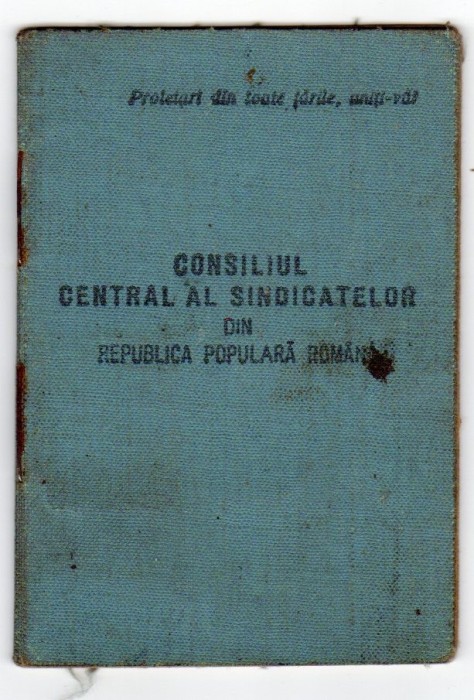 Proletari din toate țările, uniți-vă!
CONSILIUL
CENTRAL AL SINDICATELOR
DIN
REPUBLICA POPULARĂ ROMÂNĂ